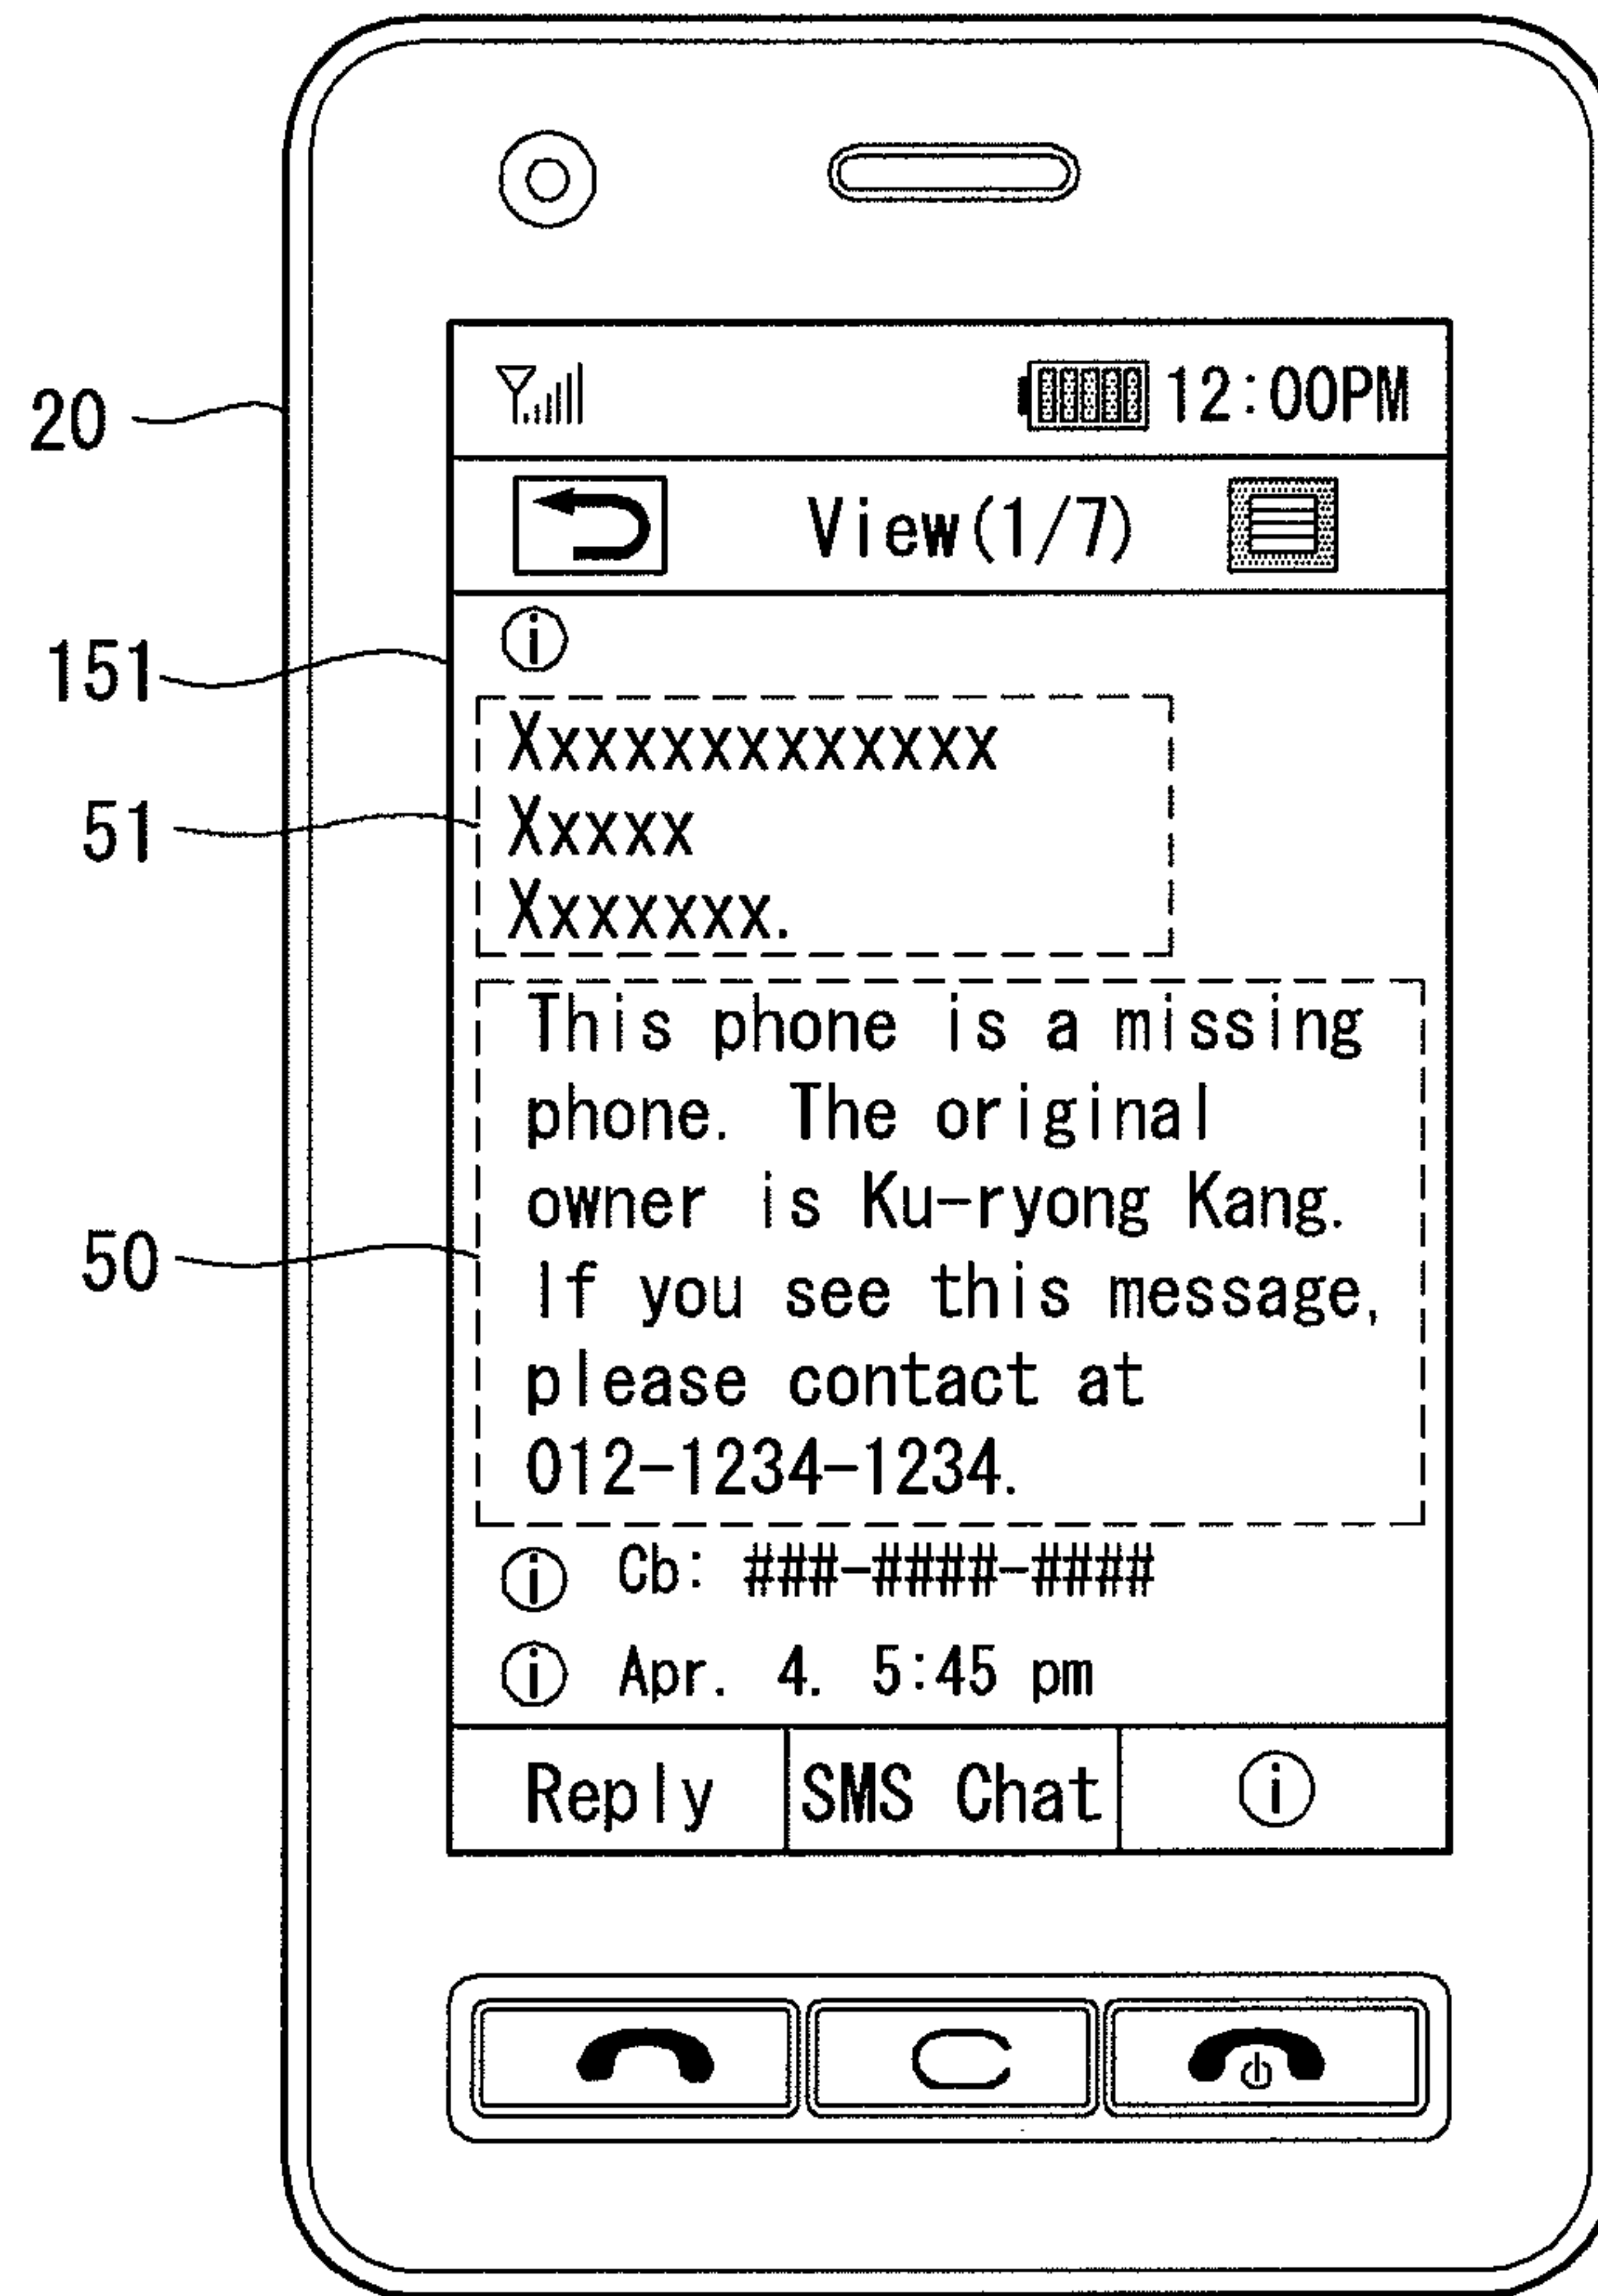 12:00PM
View(1/7)
Xxxxxxxxxxxxx
Xxxxx
Xxxxxxx.
This phone is a missing
phone. The original
owner is Ku-ryong Kang.
If you see this message,
please contact at
012-1234-1234.
Cb: ###-####-####
Apr. 4. 5:45 pm
Reply SMS Chat
20
151
51
50